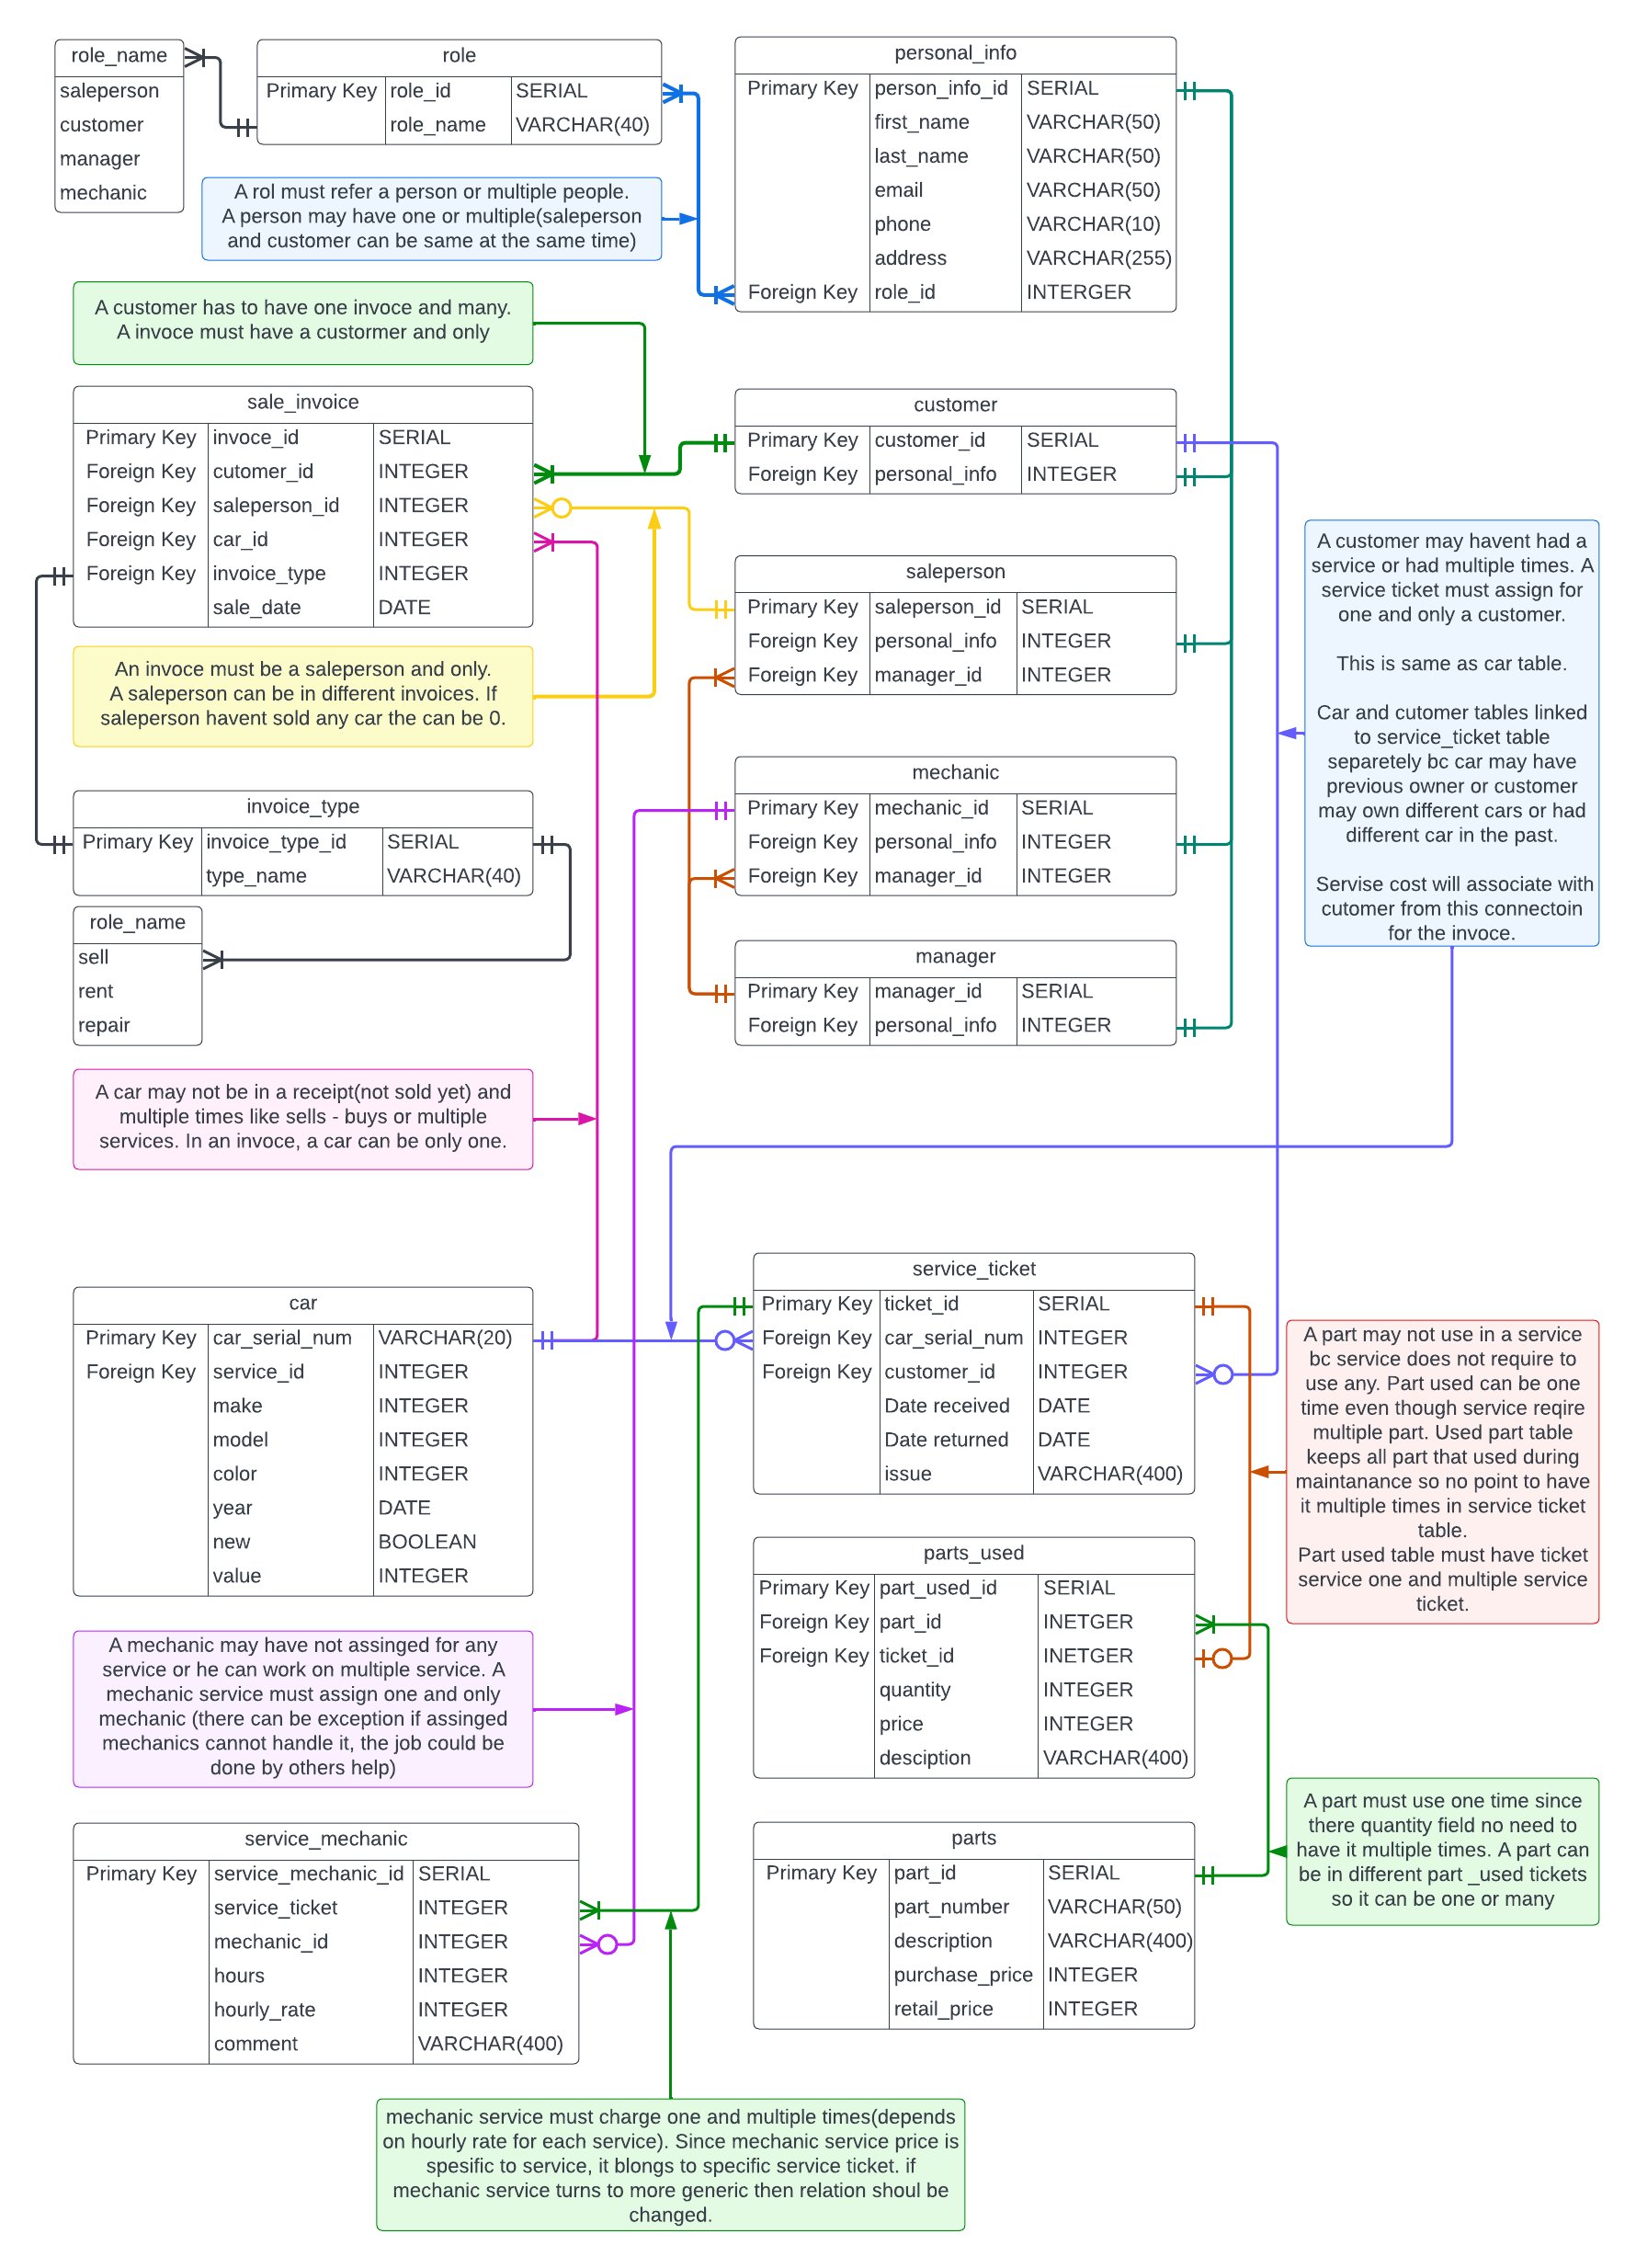 role_name
saleperson
customer
manager
mechanic
role
Primary Key role_id SERIAL
role_name VARCHAR(40)
A rol must refer a person or multiple people.
A person may have one or multiple(saleperson
and customer can be same at the same time)
personal_info
Primary Key person_info_id SERIAL
first_name VARCHAR(50)
last_name VARCHAR(50)
email VARCHAR(50)
phone VARCHAR(10)
address VARCHAR(255)
Foreign Key role_id INTERGER
A customer has to have one invoce and many.
A invoce must have a custormer and only
sale_invoice
Primary Key invoce_id SERIAL
Foreign Key cutomer_id INTEGER
Foreign Key saleperson_id INTEGER
Foreign Key car_id INTEGER
Foreign Key invoice_type INTEGER
sale_date DATE
customer
Primary Key customer_id SERIAL
Foreign Key personal_info INTEGER
saleperson
Primary Key saleperson_id SERIAL
Foreign Key personal_info INTEGER
Foreign Key manager_id INTEGER
An invoce must be a saleperson and only.
A saleperson can be in different invoices. If
saleperson havent sold any car the can be 0.
mechanic
Primary Key mechanic_id SERIAL
Foreign Key personal_info INTEGER
Foreign Key manager_id INTEGER
invoice_type
Primary Key invoice_type_id SERIAL
type_name VARCHAR(40)
role_name
sell
rent
repair
manager
Primary Key manager_id SERIAL
Foreign Key personal_info INTEGER
A customer may havent had a
service or had multiple times. A
service ticket must assign for
one and only a customer.
This is same as car table.
Car and cutomer tables linked
to service_ticket table
separetely bc car may have
previous owner or customer
may own different cars or had
different car in the past.
Servise cost will associate with
cutomer from this connectoin
for the invoce.
A car may not be in a receipt(not sold yet) and
multiple times like sells - buys or multiple
services. In an invoce, a car can be only one.
car
Primary Key car_serial_num VARCHAR(20)
Foreign Key service_id INTEGER
make INTEGER
model INTEGER
color INTEGER
year DATE
new BOOLEAN
value INTEGER
service_ticket
Primary Key ticket_id SERIAL
Foreign Key car_serial_num INTEGER
Foreign Key customer_id INTEGER
Date received DATE
Date returned DATE
issue VARCHAR(400)
A part may not use in a service
bc service does not require to
use any. Part used can be one
time even though service reqire
multiple part. Used part table
keeps all part that used during
maintanance so no point to have
it multiple times in service ticket
table.
Part used table must have ticket
service one and multiple service
ticket.
parts_used
Primary Key part_used_id SERIAL
Foreign Key part_id INETGER
Foreign Key ticket_id INETGER
quantity INTEGER
price INTEGER
desciption VARCHAR(400)
A mechanic may have not assinged for any
service or he can work on multiple service. A
mechanic service must assign one and only
mechanic (there can be exception if assinged
mechanics cannot handle it, the job could be
done by others help)
service_mechanic
Primary Key service_mechanic_id SERIAL
service_ticket INTEGER
mechanic_id INTEGER
hours INTEGER
hourly_rate INTEGER
comment VARCHAR(400)
parts
Primary Key part_id SERIAL
part_number VARCHAR(50)
description VARCHAR(400)
purchase_price INTEGER
retail_price INTEGER
A part must use one time since
there quantity field no need to
have it multiple times. A part can
be in different part _used tickets
so it can be one or many
mechanic service must charge one and multiple times(depends
on hourly rate for each service). Since mechanic service price is
spesific to service, it blongs to specific service ticket. if
mechanic service turns to more generic then relation shoul be
changed.